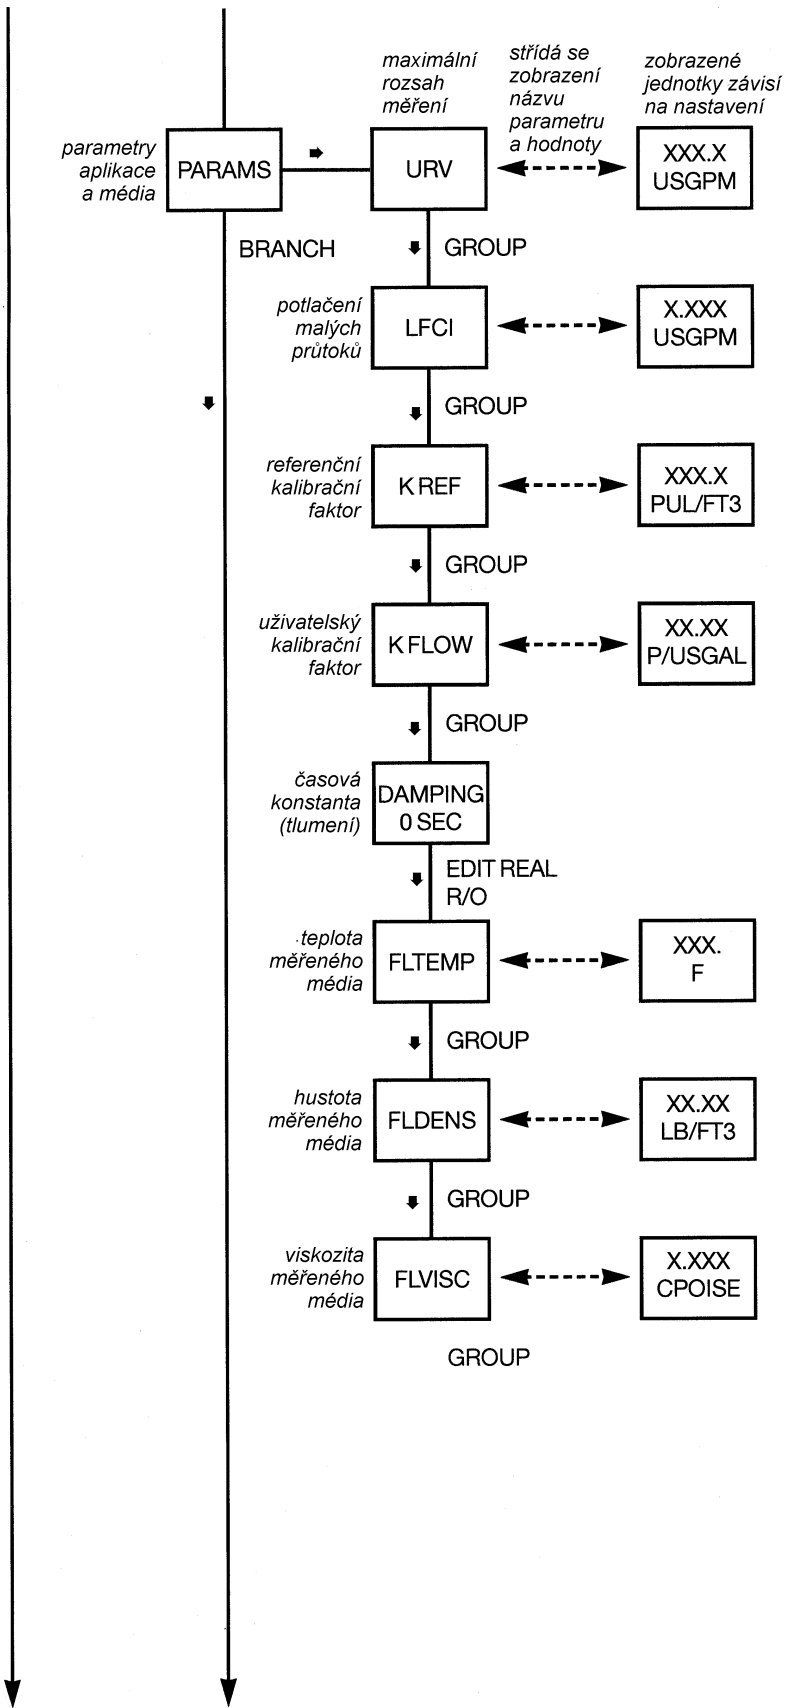 maximální
rozsah
měření
střídá se
zobrazení
názvu
parametru
a hodnoty
zobrazené
jednotky závisí
na nastavení
parametry
aplikace
a média
PARAMS
URV
XXX.X
USGPM
BRANCH
GROUP
potlačení
malých
průtoků
LFCI
X.XXX
USGPM
GROUP
referenční
kalibrační
faktor
K REF
XXX.X
PUL/FT3
GROUP
uživatelský
kalibrační
faktor
K FLOW
XX.XX
P/USGAL
GROUP
časová
konstanta
(tlumení)
DAMPING
0 SEC
EDIT REAL
R/O
teplota
měřeného
média
FLTEMP
XXX.
F
GROUP
hustota
měřeného
média
FLDENS
XX.XX
LB/FT3
GROUP
viskozita
měřeného
média
FLVISC
X.XXX
CPOISE
GROUP